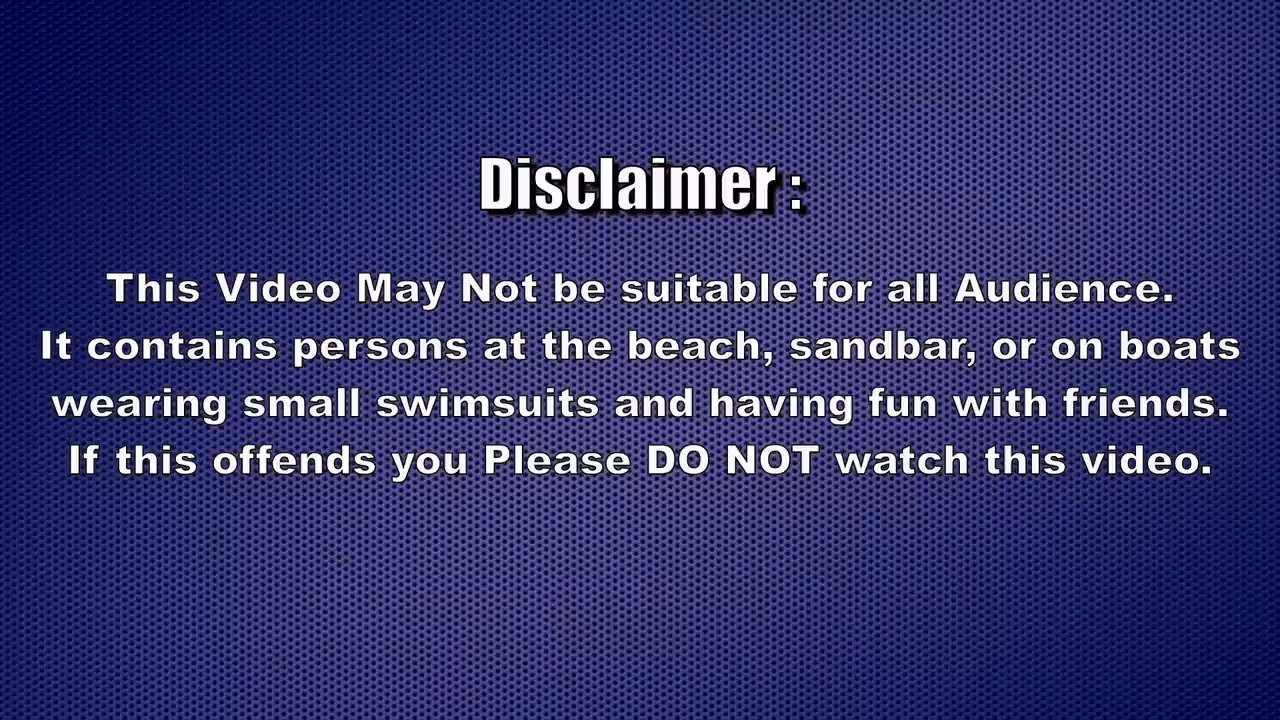 Disclaimer :
This Video May Not be suitable for all Audience.
It contains persons at the beach, sandbar, or on boats
wearing small swimsuits and having fun with friends.
If this offends you Please DO NOT watch this video.